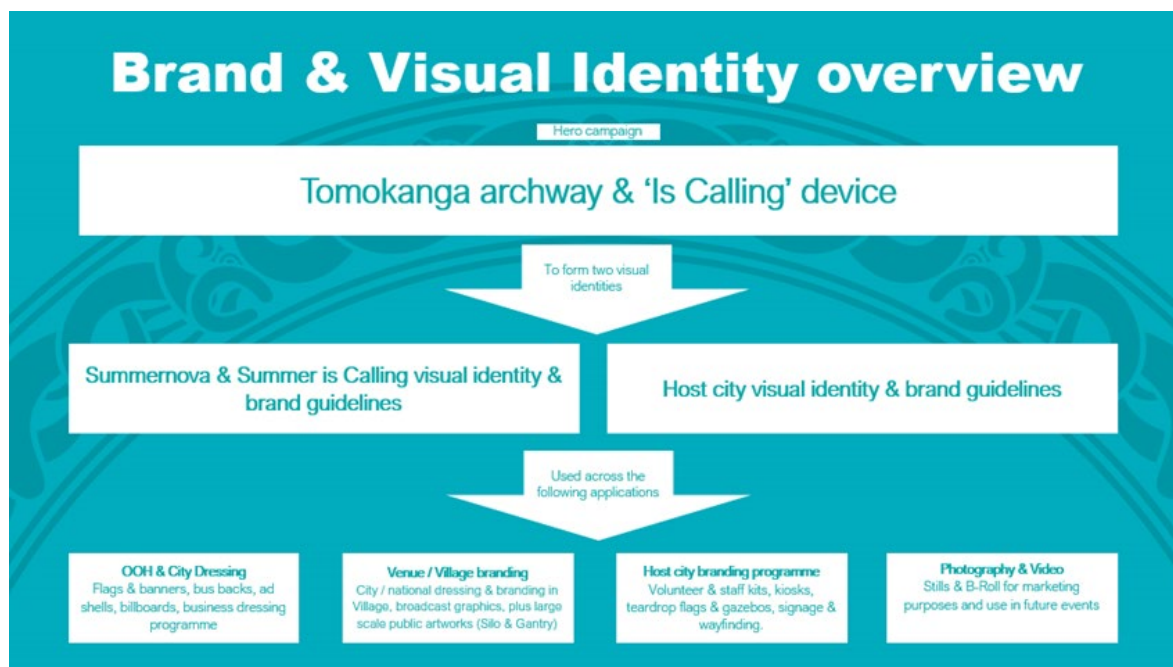 Brand & Visual Identity overview
Hero campaign
Tomokanga archway & ‘Is Calling’ device
To form two visual
identities
Summernova & Summer is Calling visual identity &
brand guidelines
Host city visual identity & brand guidelines
Used across the
following applications
OOH & City Dressing
Flags & banners, bus backs, ad
shells, billboards, business dressing
programme
Venue / Village branding
City / national dressing & branding in
Village, broadcast graphics, plus large
scale public artworks (Silo & Gantry)
Host city branding programme
Volunteer & staff kits, kiosks,
teardrop flags & gazebos, signage &
wayfinding.
Photography & Video
Stills & B-Roll for marketing
purposes and use in future events